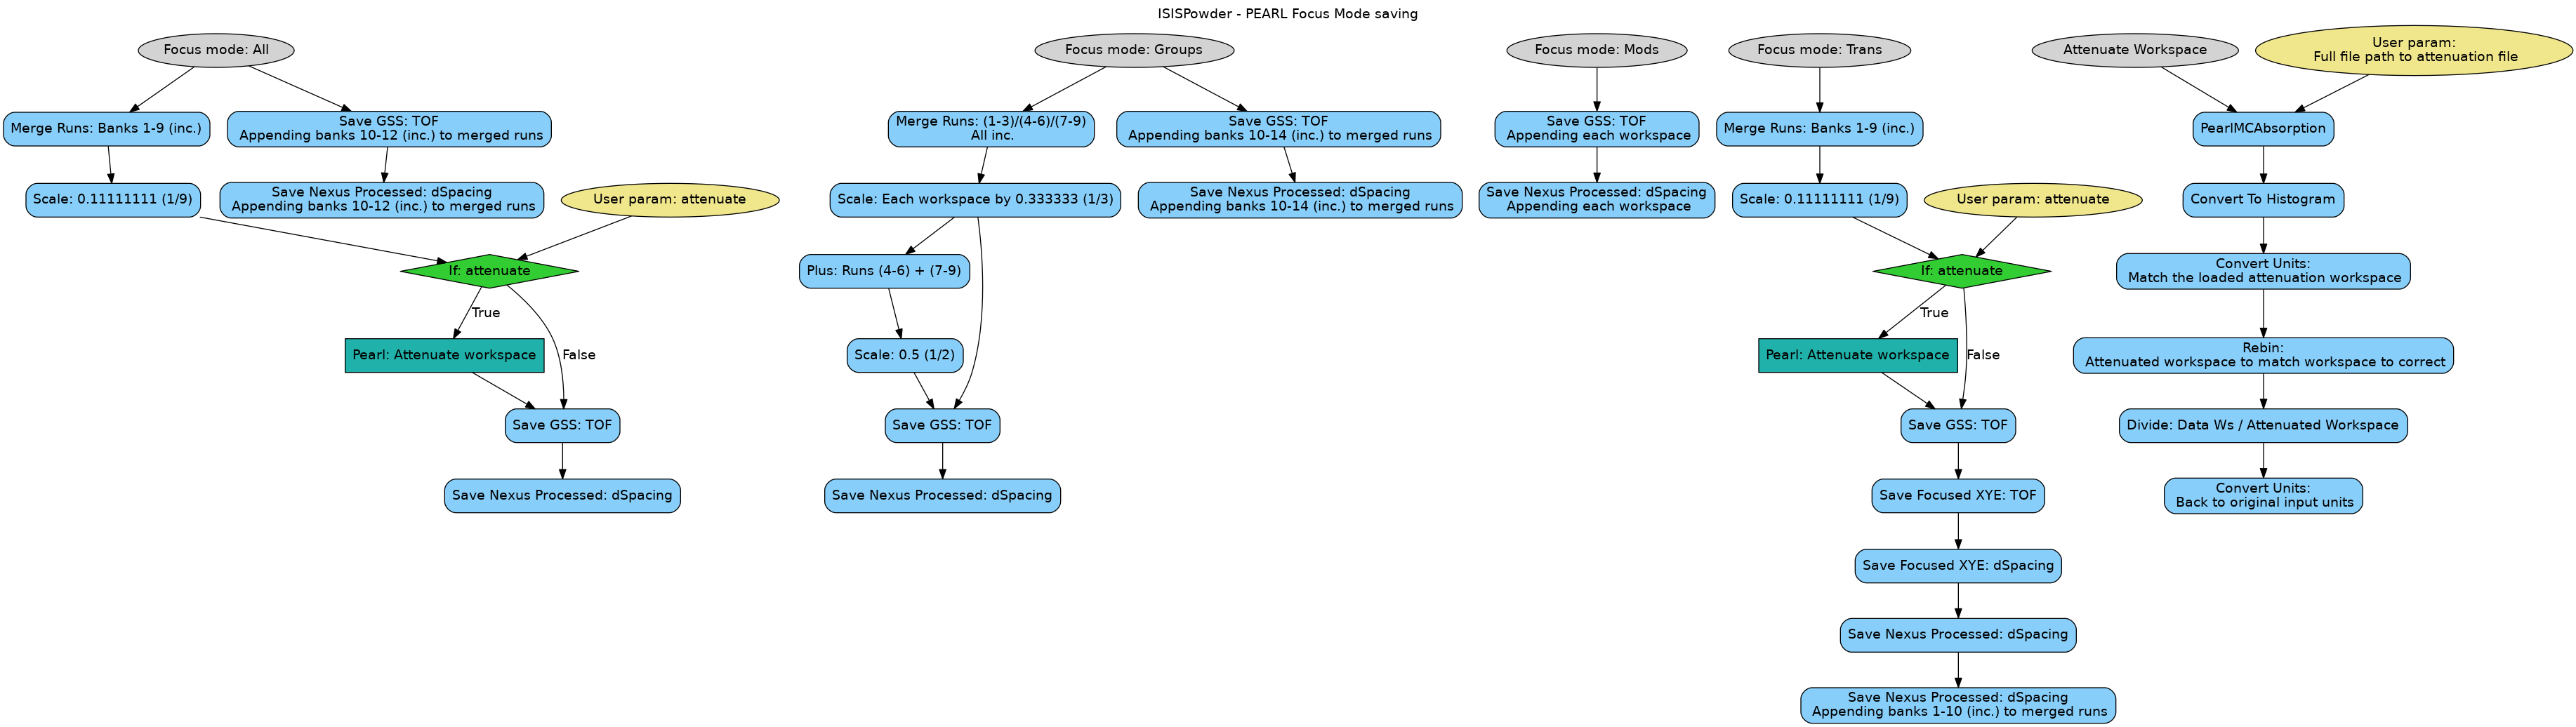 ISISPowder - PEARL Focus Mode saving
Focus mode: All
Merge Runs: Banks 1-9 (inc.)
Save GSS: TOF
Appending banks 10-12 (inc.) to merged runs
Scale: 0.11111111 (1/9)
Save Nexus Processed: dSpacing
Appending banks 10-12 (inc.) to merged runs
User param: attenuate
If: attenuate
True
False
Pearl: Attenuate workspace
Save GSS: TOF
Save Nexus Processed: dSpacing
Focus mode: Groups
Merge Runs: (1-3)/(4-6)/(7-9)
All inc.
Save GSS: TOF
Appending banks 10-14 (inc.) to merged runs
Scale: Each workspace by 0.333333 (1/3)
Save Nexus Processed: dSpacing
Appending banks 10-14 (inc.) to merged runs
Plus: Runs (4-6) + (7-9)
Scale: 0.5 (1/2)
Save GSS: TOF
Save Nexus Processed: dSpacing
Focus mode: Mods
Save GSS: TOF
Appending each workspace
Save Nexus Processed: dSpacing
Appending each workspace
Focus mode: Trans
Merge Runs: Banks 1-9 (inc.)
Scale: 0.11111111 (1/9)
User param: attenuate
If: attenuate
True
False
Pearl: Attenuate workspace
Save GSS: TOF
Save Focused XYE: TOF
Save Focused XYE: dSpacing
Save Nexus Processed: dSpacing
Save Nexus Processed: dSpacing
Appending banks 1-10 (inc.) to merged runs
Attenuate Workspace
User param:
Full file path to attenuation file
PearlMCAbsorption
Convert To Histogram
Convert Units:
Match the loaded attenuation workspace
Rebin:
Attenuated workspace to match workspace to correct
Divide: Data Ws / Attenuated Workspace
Convert Units:
Back to original input units